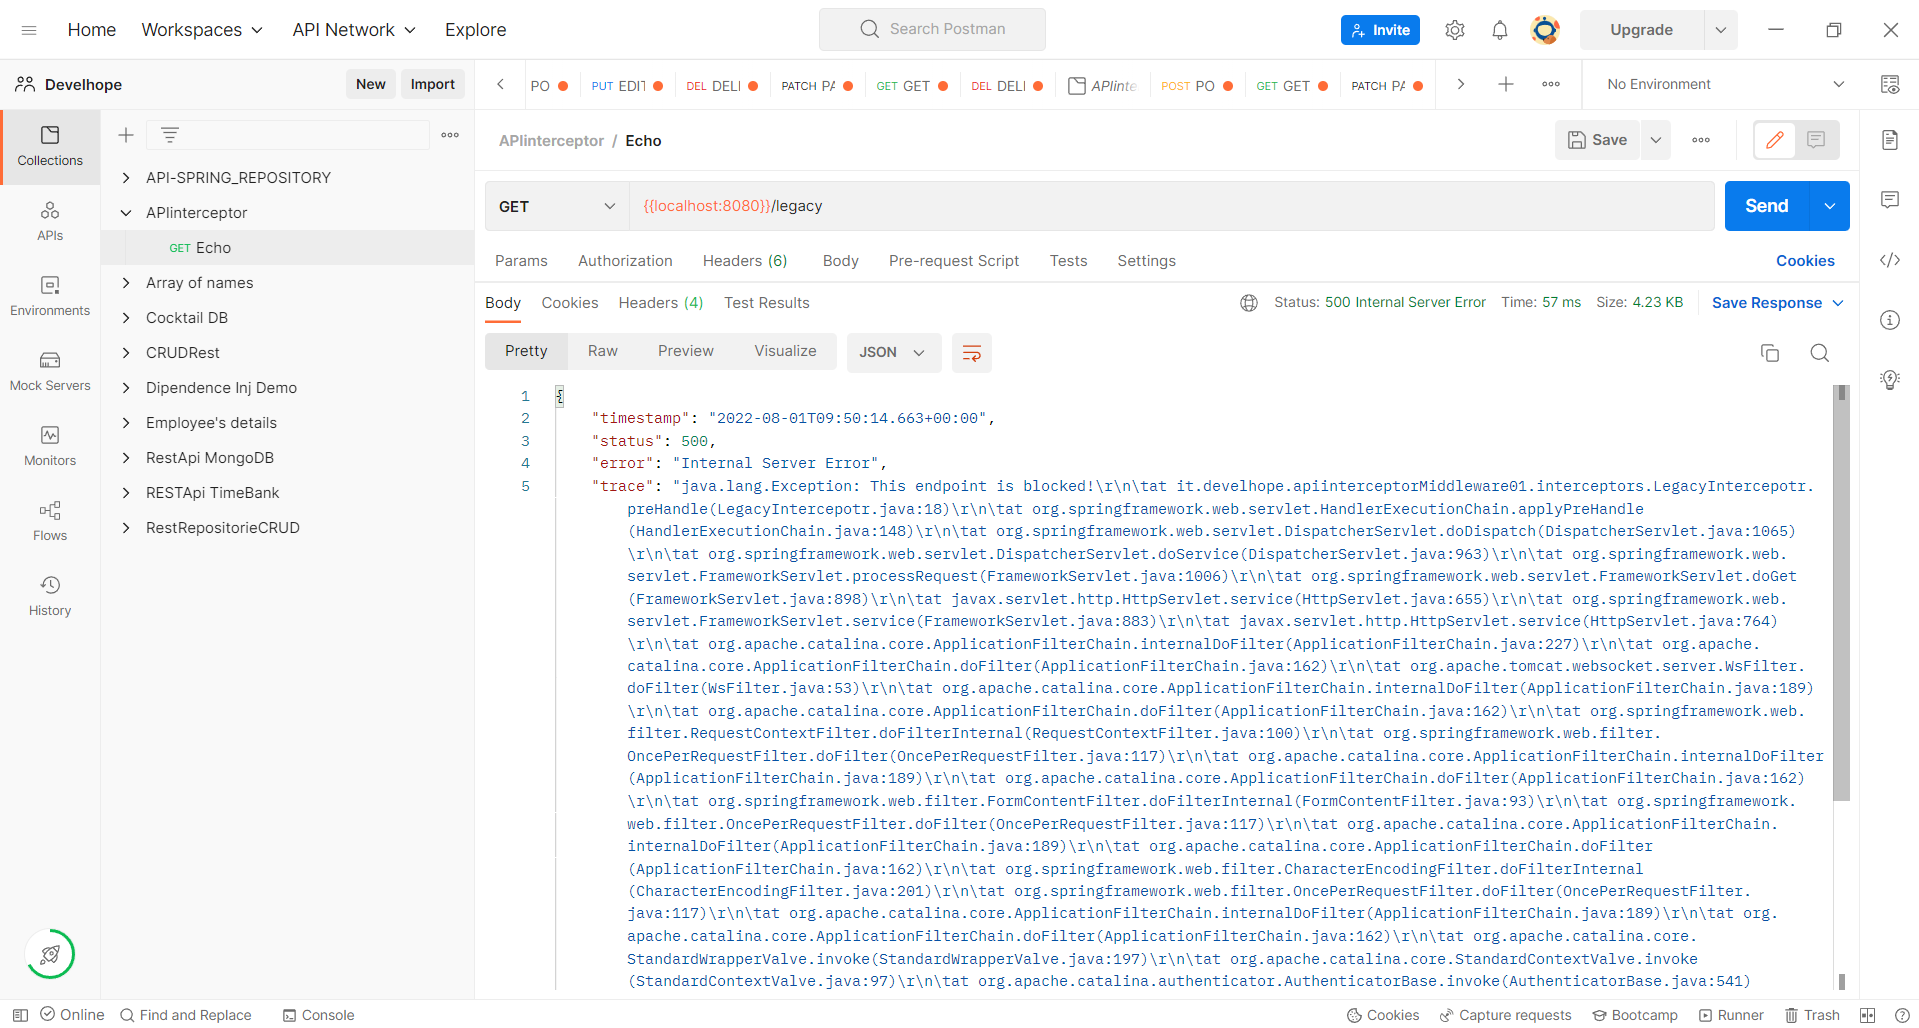 Home Workspaces API Network Explore Search Postman Invite Upgrade
Develhope New Import PO PUT EDI DEL DELI PATCH PA GET GET DEL DELI APIinte POST PO GET GET PATCH PA No Environment
Collections
APIs
Environments
Mock Servers
Monitors
Flows
History
API-SPRING_REPOSITORY
APIinterceptor
GET Echo
Array of names
Cocktail DB
CRUDRest
Dipendence Inj Demo
Employee's details
RestApi MongoDB
RESTApi TimeBank
RestRepositorieCRUD
APIinterceptor / Echo Save
GET {{localhost:8080}}/legacy Send
Params Authorization Headers (6) Body Pre-request Script Tests Settings Cookies
Body Cookies Headers (4) Test Results Status: 500 Internal Server Error Time: 57 ms Size: 4.23 KB Save Response
Pretty Raw Preview Visualize JSON
1 {
2 "timestamp": "2022-08-01T09:50:14.663+00:00",
3 "status": 500,
4 "error": "Internal Server Error",
5 "trace": "java.lang.Exception: This endpoint is blocked!\r\n\tat it.develhope.apiinterceptorMiddleware01.interceptors.LegacyIntercepotr.
preHandle(LegacyIntercepotr.java:18)\r\n\tat org.springframework.web.servlet.HandlerExecutionChain.applyPreHandle
(HandlerExecutionChain.java:148)\r\n\tat org.springframework.web.servlet.DispatcherServlet.doDispatch(DispatcherServlet.java:1065)
\r\n\tat org.springframework.web.servlet.DispatcherServlet.doService(DispatcherServlet.java:963)\r\n\tat org.springframework.web.
servlet.FrameworkServlet.processRequest(FrameworkServlet.java:1006)\r\n\tat org.springframework.web.servlet.FrameworkServlet.doGet
(FrameworkServlet.java:898)\r\n\tat javax.servlet.http.HttpServlet.service(HttpServlet.java:655)\r\n\tat org.springframework.web.
servlet.FrameworkServlet.service(FrameworkServlet.java:883)\r\n\tat javax.servlet.http.HttpServlet.service(HttpServlet.java:764)
\r\n\tat org.apache.catalina.core.ApplicationFilterChain.internalDoFilter(ApplicationFilterChain.java:227)\r\n\tat org.apache.
catalina.core.ApplicationFilterChain.doFilter(ApplicationFilterChain.java:162)\r\n\tat org.apache.tomcat.websocket.server.WsFilter.
doFilter(WsFilter.java:53)\r\n\tat org.apache.catalina.core.ApplicationFilterChain.internalDoFilter(ApplicationFilterChain.java:189)
\r\n\tat org.apache.catalina.core.ApplicationFilterChain.doFilter(ApplicationFilterChain.java:162)\r\n\tat org.springframework.web.
filter.RequestContextFilter.doFilterInternal(RequestContextFilter.java:100)\r\n\tat org.springframework.web.filter.
OncePerRequestFilter.doFilter(OncePerRequestFilter.java:117)\r\n\tat org.apache.catalina.core.ApplicationFilterChain.internalDoFilter
(ApplicationFilterChain.java:189)\r\n\tat org.apache.catalina.core.ApplicationFilterChain.doFilter(ApplicationFilterChain.java:162)
\r\n\tat org.springframework.web.filter.FormContentFilter.doFilterInternal(FormContentFilter.java:93)\r\n\tat org.springframework.
web.filter.OncePerRequestFilter.doFilter(OncePerRequestFilter.java:117)\r\n\tat org.apache.catalina.core.ApplicationFilterChain.
internalDoFilter(ApplicationFilterChain.java:189)\r\n\tat org.apache.catalina.core.ApplicationFilterChain.doFilter
(ApplicationFilterChain.java:162)\r\n\tat org.springframework.web.filter.CharacterEncodingFilter.doFilterInternal
(CharacterEncodingFilter.java:201)\r\n\tat org.springframework.web.filter.OncePerRequestFilter.doFilter(OncePerRequestFilter.
java:117)\r\n\tat org.apache.catalina.core.ApplicationFilterChain.internalDoFilter(ApplicationFilterChain.java:189)\r\n\tat org.
apache.catalina.core.ApplicationFilterChain.doFilter(ApplicationFilterChain.java:162)\r\n\tat org.apache.catalina.core.
StandardWrapperValve.invoke(StandardWrapperValve.java:197)\r\n\tat org.apache.catalina.core.StandardContextValve.invoke
(StandardContextValve.java:97)\r\n\tat org.apache.catalina.authenticator.AuthenticatorBase.invoke(AuthenticatorBase.java:541)
Online Find and Replace Console Cookies Capture requests Bootcamp Runner Trash